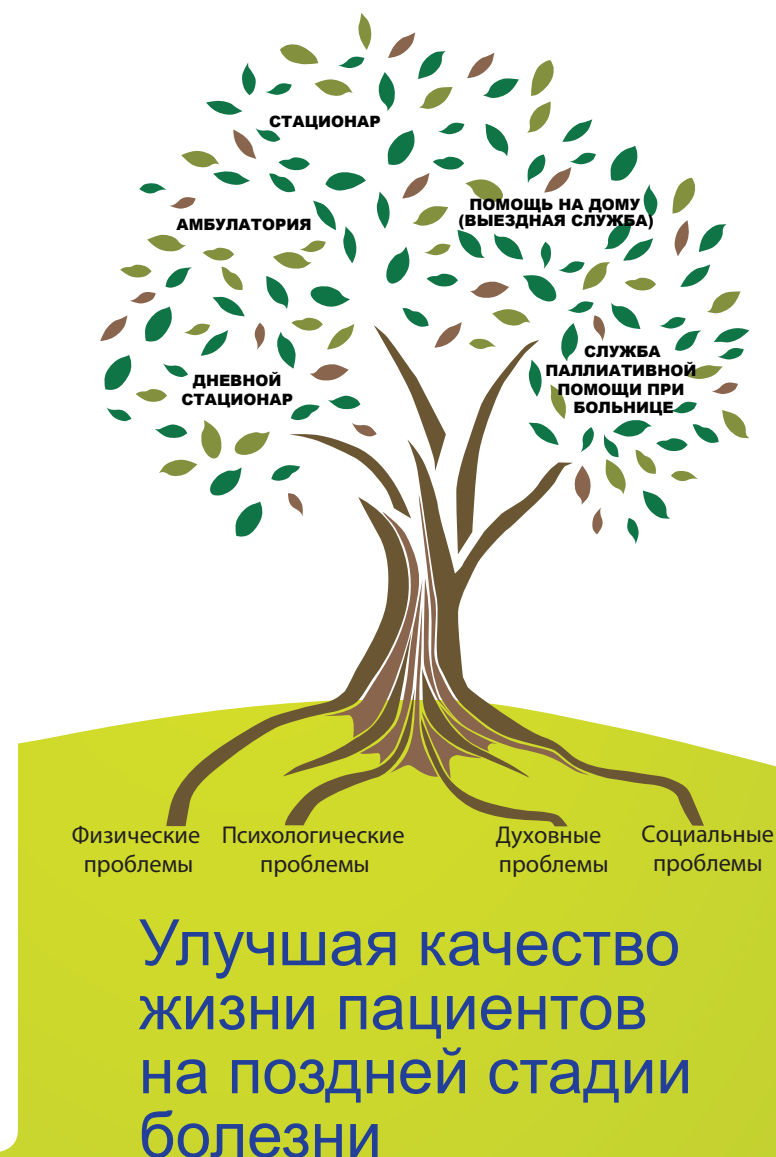 СТАЦИОНАР
АМБУЛАТОРИЯ
ПОМОЩЬ НА ДОМУ
(ВЫЕЗДНАЯ СЛУЖБА)
ДНЕВНОЙ
СТАЦИОНАР
СЛУЖБА
ПАЛЛИАТИВНОЙ
ПОМОЩИ ПРИ
БОЛЬНИЦЕ
Физические
проблемы
Психологические
проблемы
Духовные
проблемы
Социальные
проблемы
Улучшая качество
жизни пациентов
на поздней стадии
болезни